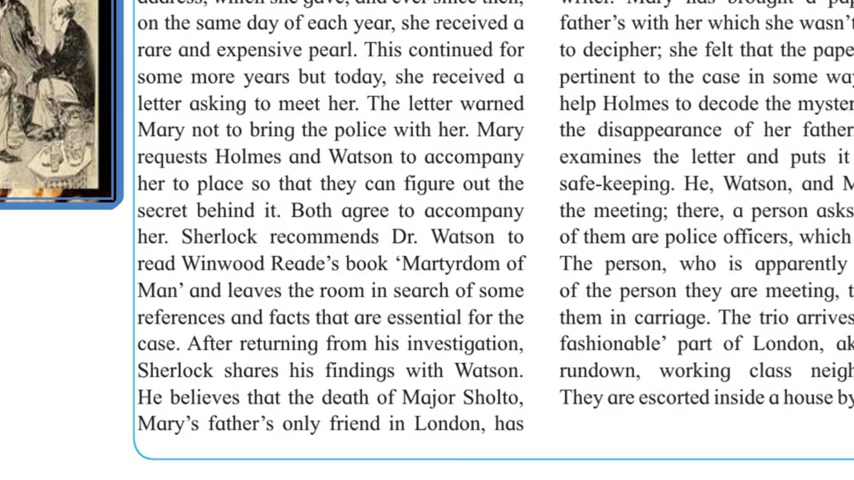 on the same day of each year, she received a
rare and expensive pearl. This continued for
some more years but today, she received a
letter asking to meet her. The letter warned
Mary not to bring the police with her. Mary
requests Holmes and Watson to accompany
her to place so that they can figure out the
secret behind it. Both agree to accompany
her. Sherlock recommends Dr. Watson to
read Winwood Reade’s book ‘Martyrdom of
Man’ and leaves the room in search of some
references and facts that are essential for the
case. After returning from his investigation,
Sherlock shares his findings with Watson.
He believes that the death of Major Sholto,
Mary’s father’s only friend in London, has
father’s with her which she wasn’t
to decipher; she felt that the pape
pertinent to the case in some wa
help Holmes to decode the myster
the disappearance of her father
examines the letter and puts it
safe-keeping. He, Watson, and M
the meeting; there, a person asks
of them are police officers, which
The person, who is apparently
of the person they are meeting, t
them in carriage. The trio arrives
fashionable’ part of London, ak
rundown, working class neigh
They are escorted inside a house by